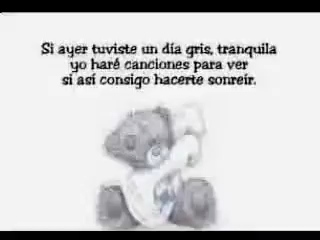 Si ayer tuviste un día gris, tranquila
yo haré canciones para ver
si así consigo hacerte sonreír.